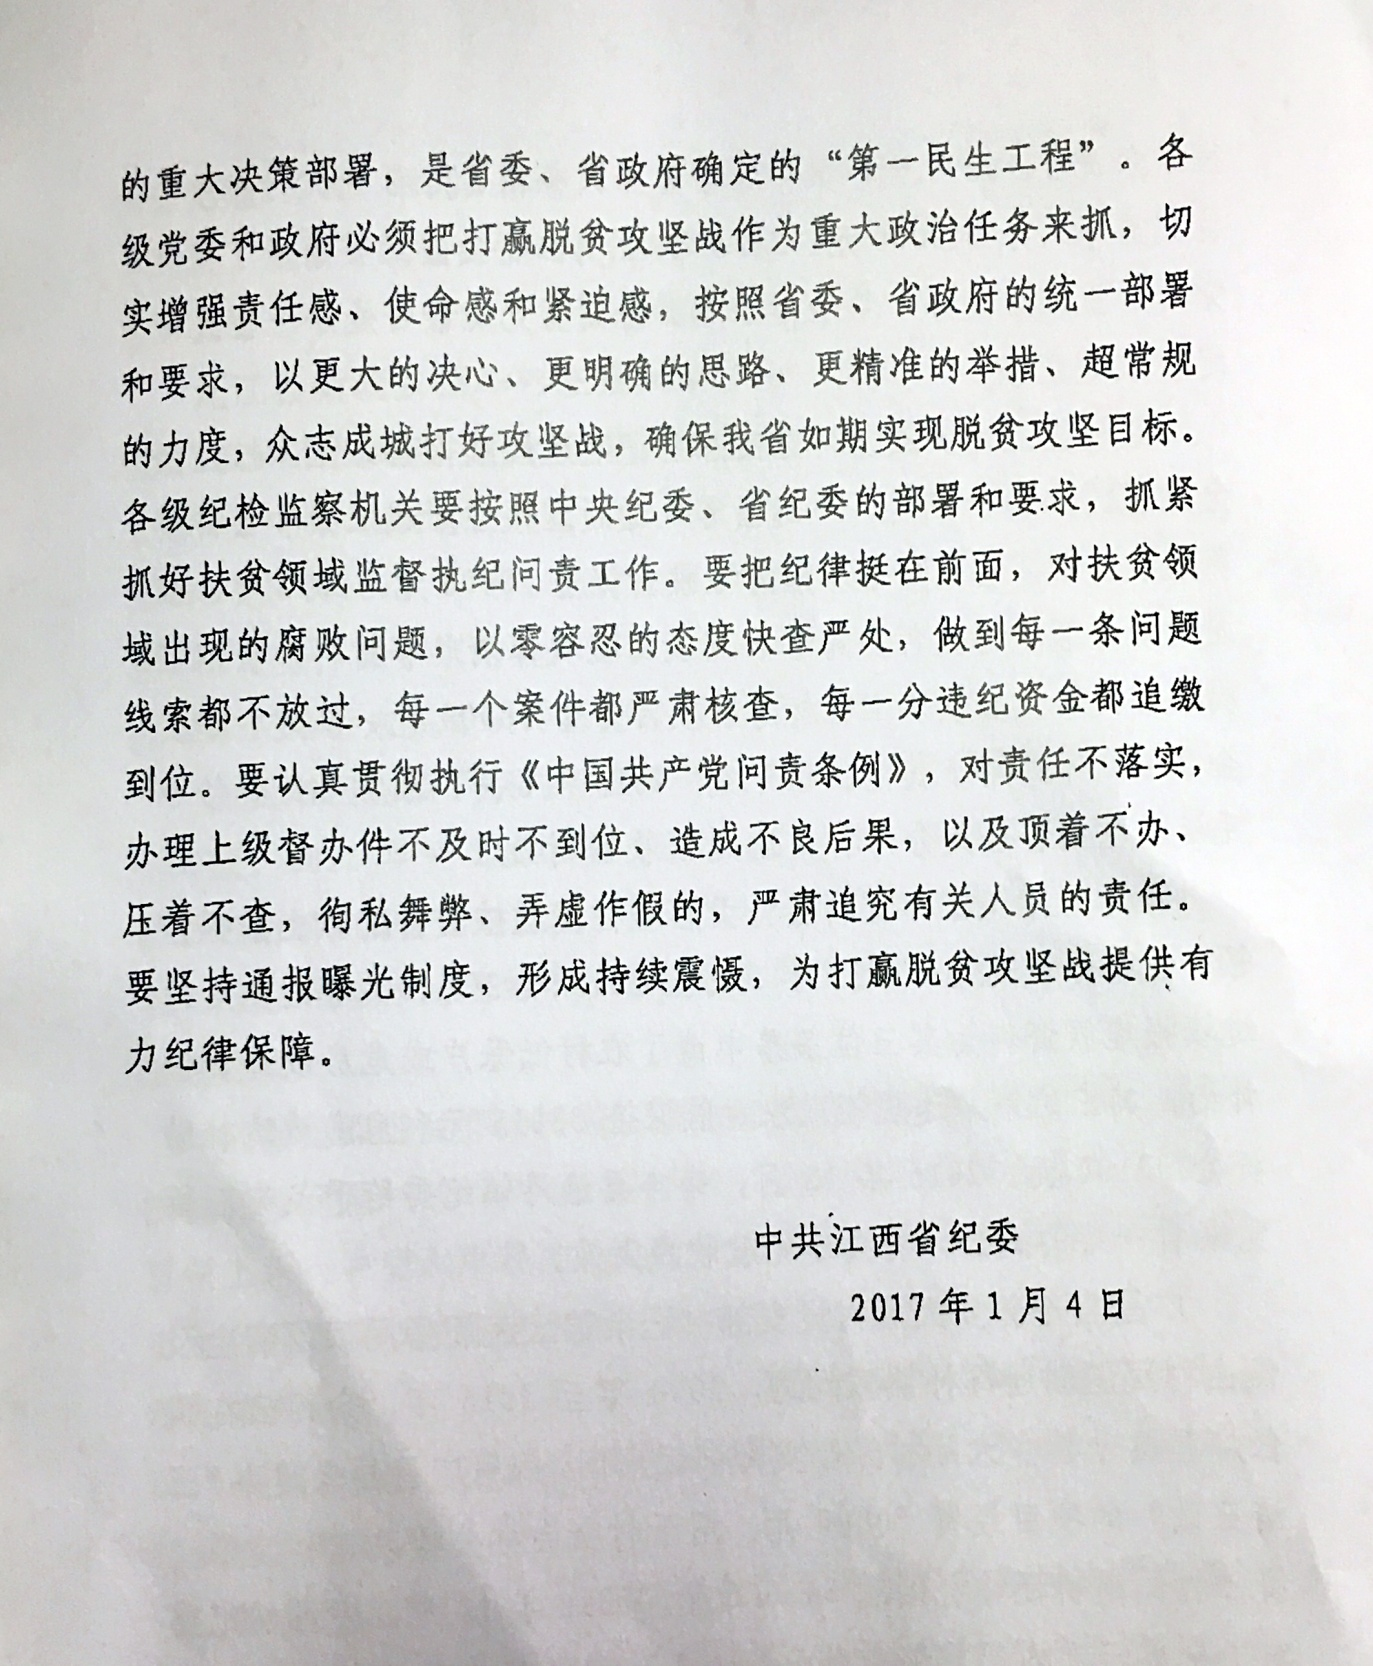 的重大决策部署，是省委、省政府确定的“第一民生工程”。各
级党委和政府必须把打赢脱贫攻坚战作为重大政治任务来抓，切
实增强责任感、使命感和紧迫感，按照省委、省政府的统一部署
和要求，以更大的决心、更明确的思路、更精准的举措、超常规
的力度，众志成城打好攻坚战，确保我省如期实现脱贫攻坚目标。
各级纪检监察机关要按照中央纪委、省纪委的部署和要求，抓紧
抓好扶贫领域监督执纪问责工作。要把纪律挺在前面，对扶贫领
域出现的腐败问题，以零容忍的态度快查严处，做到每一条问题
线索都不放过，每一个案件都严肃核查，每一分违纪资金都追缴
到位。要认真贯彻执行《中国共产党问责条例》，对责任不落实，
办理上级督办件不及时不到位、造成不良后果，以及顶着不办、
压着不查，徇私舞弊、弄虚作假的，严肃追究有关人员的责任。
要坚持通报曝光制度，形成持续震慑，为打赢脱贫攻坚战提供有
力纪律保障。
中共江西省纪委
2017年1月4日